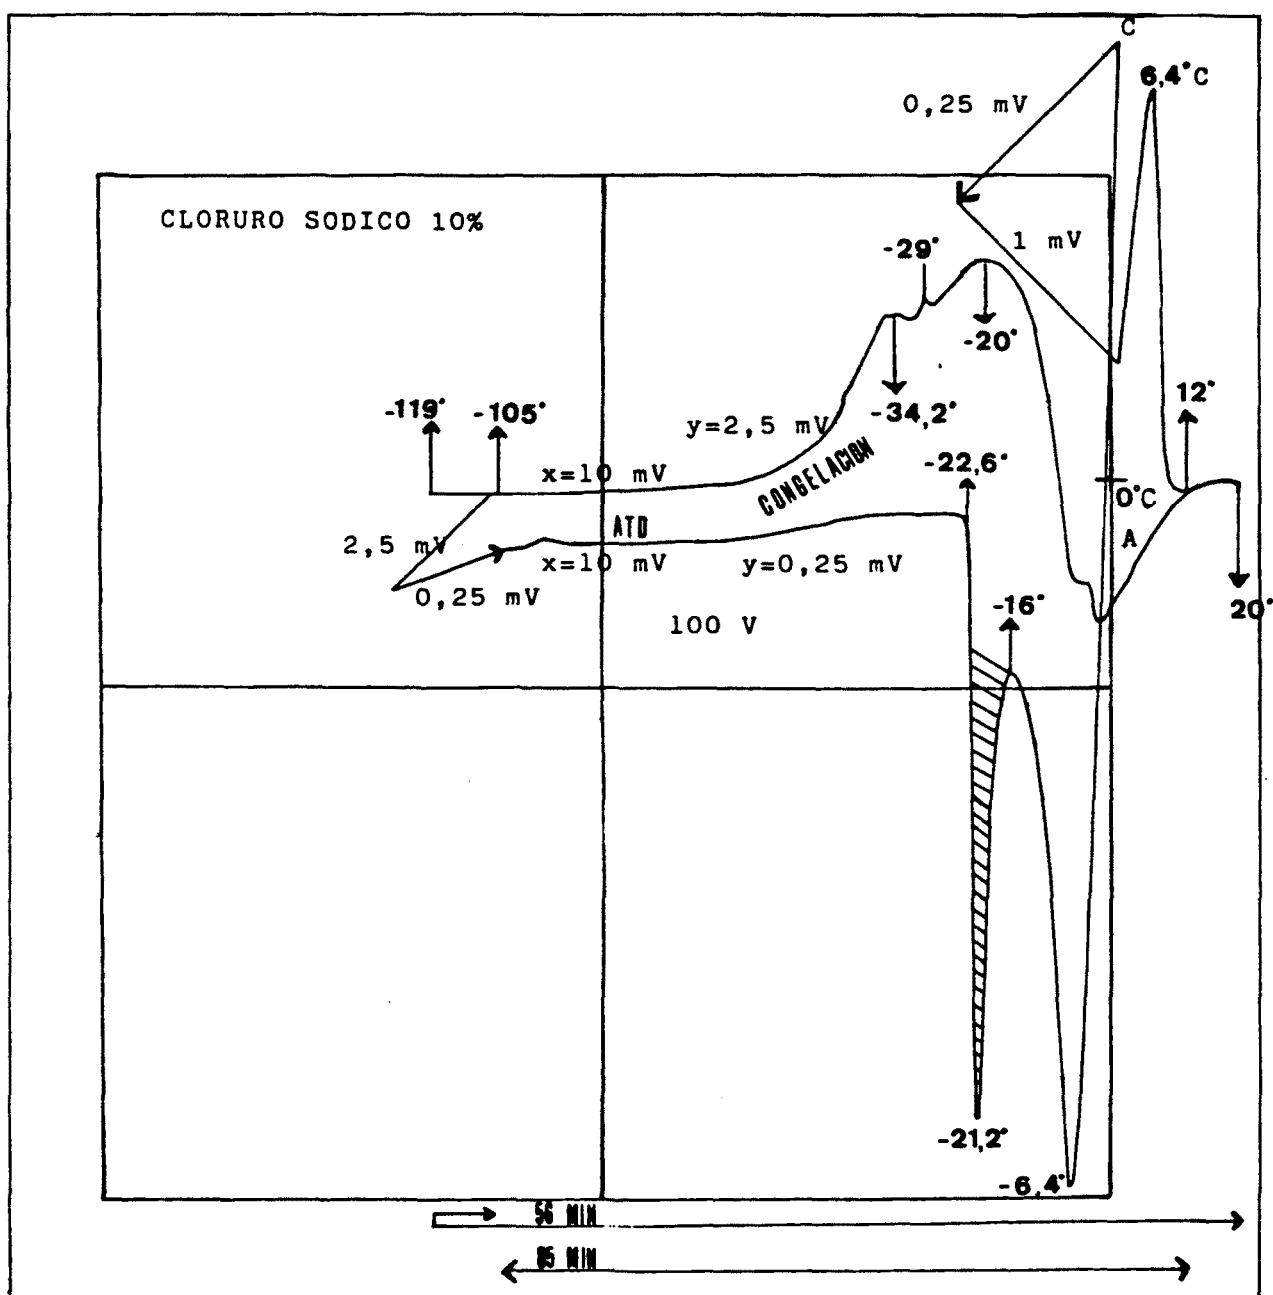 C
6,4°C
0,25 mV
CLORURO SODICO 10%
1 mV
-29°
-20°
-119°
-105°
12°
-34,2°
y=2,5 mV
-22,6°
x=10 mV
CONGELACION
0°C
ATD
A
2,5 mV
x=10 mV
y=0,25 mV
0,25 mV
20°
-16°
100 V
-21,2°
-6,4°
56 MIN
85 MIN